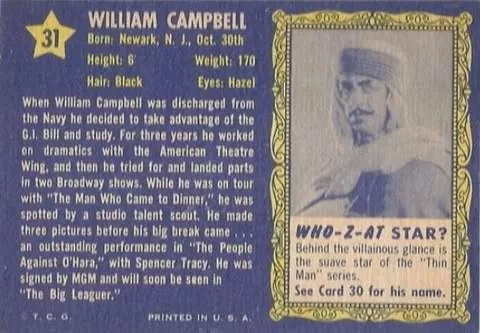 31
WILLIAM CAMPBELL
Born: Newark, N. J., Oct. 30th
Height: 6' Weight: 170
Hair: Black Eyes: Hazel
When William Campbell was discharged from
the Navy he decided to take advantage of the
G.I. Bill and study. For three years he worked
on dramatics with the American Theatre
Wing, and then he tried for and landed parts
in two Broadway shows. While he was on tour
with "The Man Who Came to Dinner," he was
spotted by a studio talent scout. He made
three pictures before his big break came . . .
an outstanding performance in "The People
Against O'Hara," with Spencer Tracy. He was
signed by MGM and will soon be seen in
"The Big Leaguer."
© T. C. G. PRINTED IN U. S. A.
WHO-Z-AT STAR?
Behind the villainous glance is
the suave star of the "Thin
Man" series.
See Card 30 for his name.